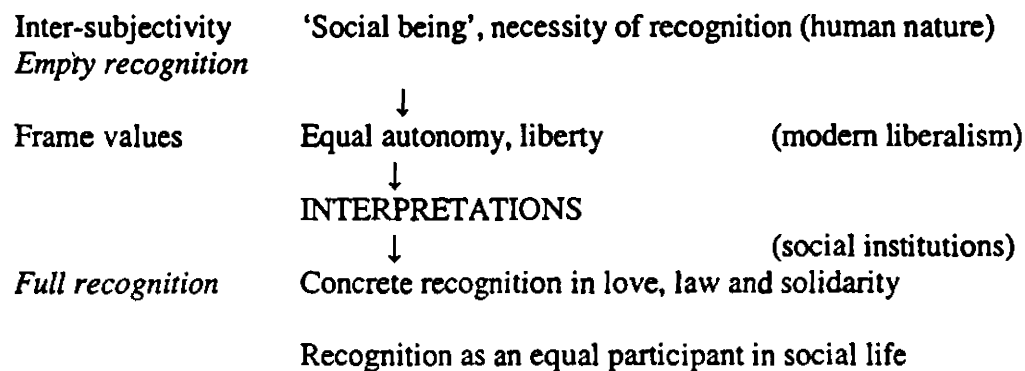 Inter-subjectivity 'Social being', necessity of recognition (human nature)
Empty recognition
↓
Frame values Equal autonomy, liberty (modern liberalism)
↓
INTERPRETATIONS
↓ (social institutions)
Full recognition Concrete recognition in love, law and solidarity
Recognition as an equal participant in social life